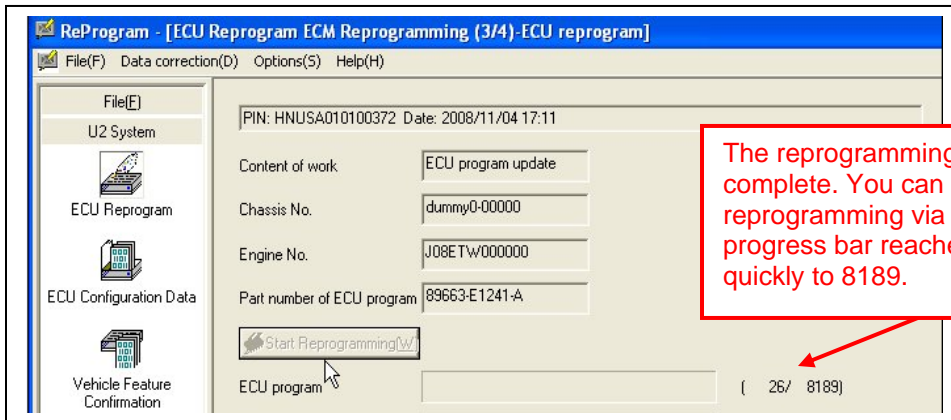 ReProgram - [ECU Reprogram ECM Reprogramming (3/4)-ECU reprogram]
File(F) Data correction(D) Options(S) Help(H)
File(F)
U2 System
ECU Reprogram
ECU Configuration Data
Vehicle Feature
Confirmation
PIN: HNUSA010100372 Date: 2008/11/04 17:11
Content of work ECU program update
Chassis No. dummy0-00000
Engine No. J08ETW000000
Part number of ECU program 89663-E1241-A
Start Reprogramming(W)
ECU program ( 26/ 8189)
The reprogramming
complete. You can
reprogramming via
progress bar reache
quickly to 8189.